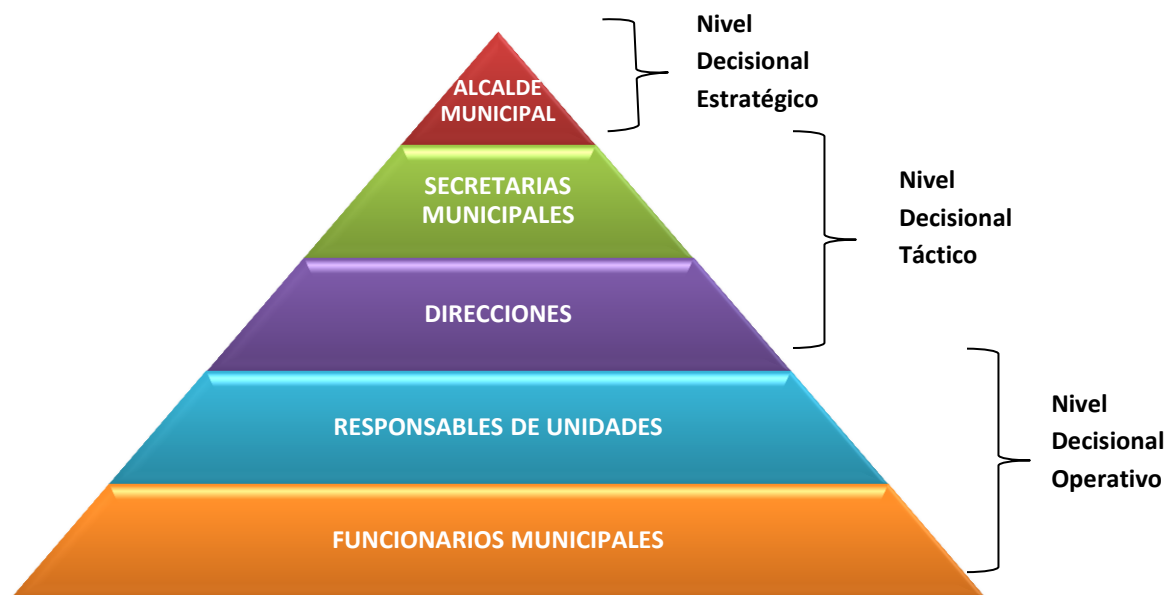 ALCALDE
MUNICIPAL
Nivel
Decisional
Estratégico
SECRETARIAS
MUNICIPALES
DIRECCIONES
Nivel
Decisional
Táctico
RESPONSABLES DE UNIDADES
FUNCIONARIOS MUNICIPALES
Nivel
Decisional
Operativo